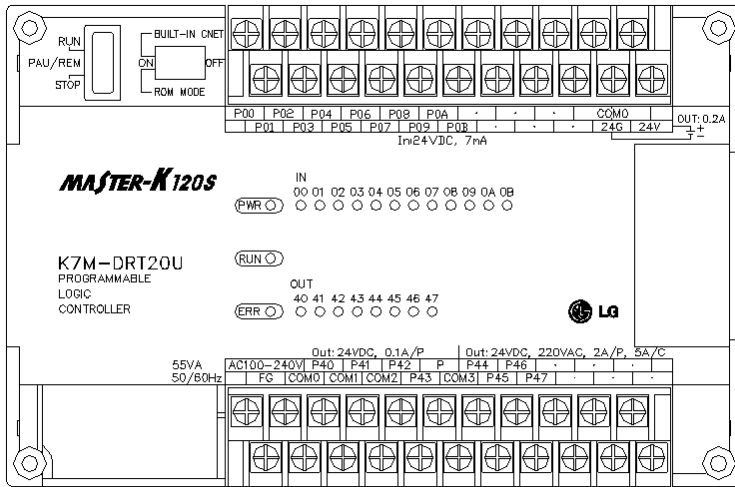 RUN
PAU/REM
STOP
BUILT-IN CNET
ON
OFF
ROM MODE
P00 P02 P04 P06 P08 P0A · · · COM0
P01 P03 P05 P07 P09 P0B · · · 24G 24V
OUT: 0.2A
In:24VDC, 7mA
MASTER-K120S
IN
00 01 02 03 04 05 06 07 08 09 0A 0B
PWR
K7M-DRT20U
PROGRAMMABLE
LOGIC
CONTROLLER
RUN
OUT
40 41 42 43 44 45 46 47
ERR
LG
Out: 24VDC, 0.1A/P
Out: 24VDC, 220VAC, 2A/P, 5A/C
55VA
50/60Hz
AC100-240V P40 P41 P42 P P44 P46 · · ·
FG COM0 COM1 COM2 P43 COM3 P45 P47 · · ·